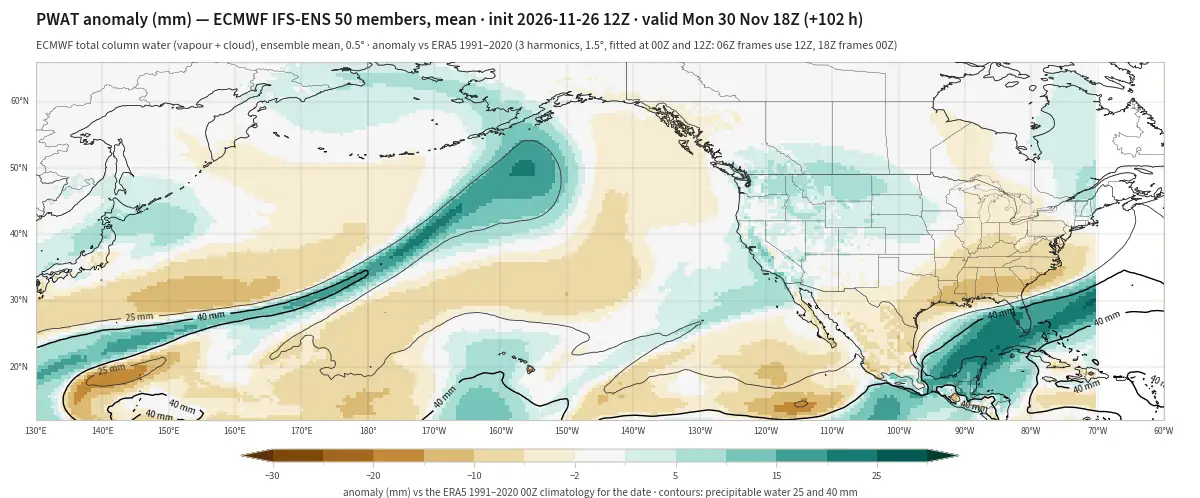 PWAT anomaly (mm) — ECMWF IFS-ENS 50 members, mean · init 2026-11-26 12Z · valid Mon 30 Nov 18Z (+102 h)
ECMWF total column water (vapour + cloud), ensemble mean, 0.5° · anomaly vs ERA5 1991–2020 (3 harmonics, 1.5°, fitted at 00Z and 12Z: 06Z frames use 12Z, 18Z frames 00Z)
60°N
50°N
40°N
30°N
20°N
25 mm
40 mm
25 mm
40 mm
40 mm
40 mm
40 mm
40 mm
40 mm
40 mm
130°E 140°E 150°E 160°E 170°E 180° 170°W 160°W 150°W 140°W 130°W 120°W 110°W 100°W 90°W 80°W 70°W 60°W
−30 −20 −10 −2 5 15 25
anomaly (mm) vs the ERA5 1991–2020 00Z climatology for the date · contours: precipitable water 25 and 40 mm